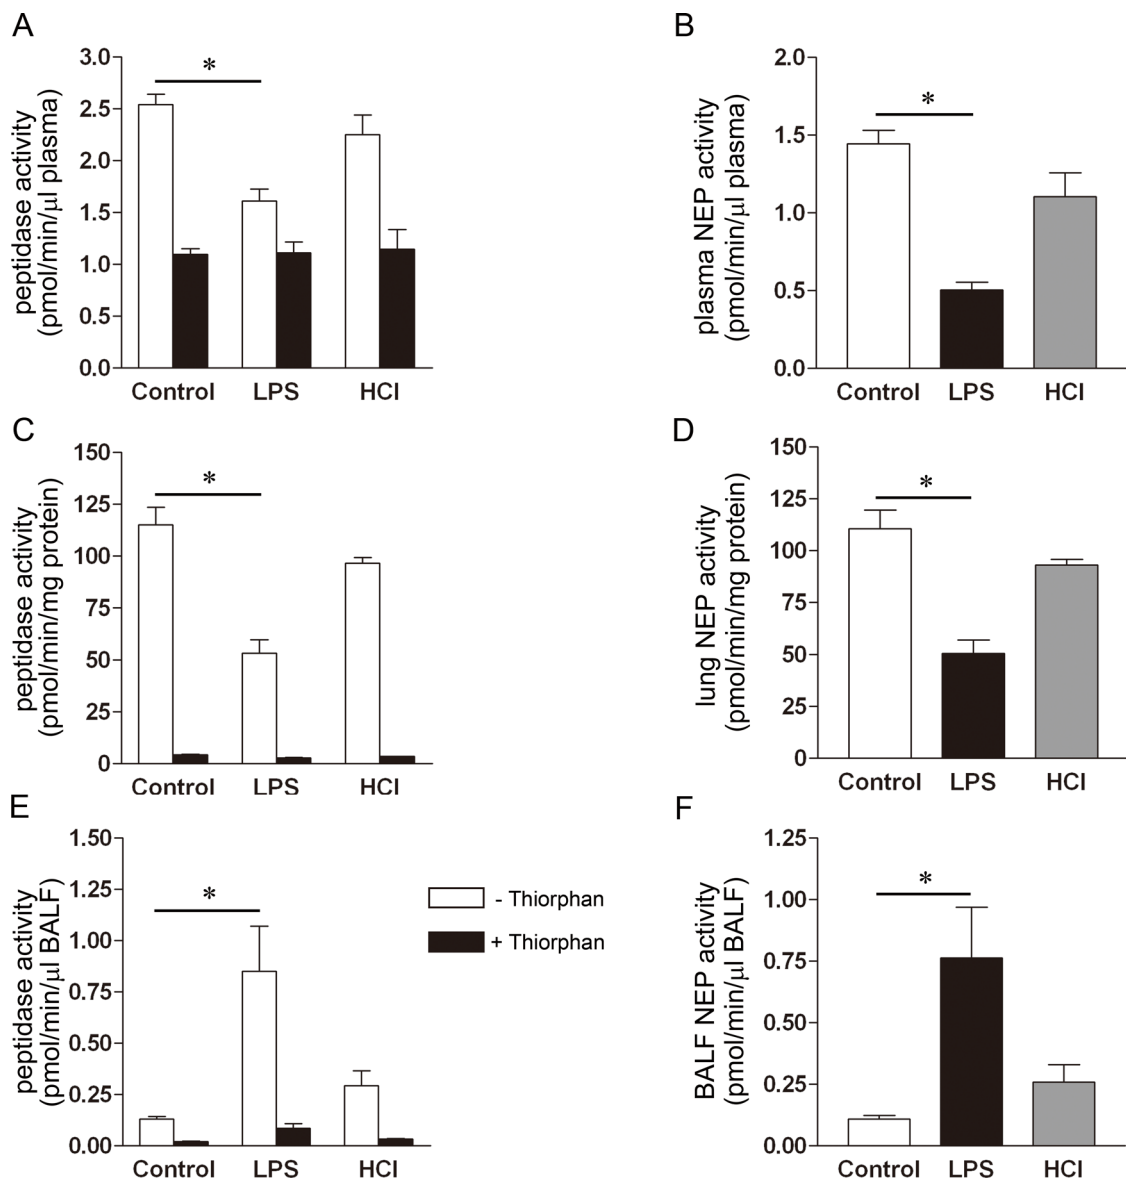 A
peptidase activity
(pmol/min/µl plasma)
3.0
2.5
2.0
1.5
1.0
0.5
0.0
*
Control LPS HCl
B
plasma NEP activity
(pmol/min/µl plasma)
2.0
1.5
1.0
0.5
0.0
*
Control LPS HCl
C
peptidase activity
(pmol/min/mg protein)
150
125
100
75
50
25
0
*
Control LPS HCl
D
lung NEP activity
(pmol/min/mg protein)
150
125
100
75
50
25
0
*
Control LPS HCl
E
peptidase activity
(pmol/min/µl BALF)
1.50
1.25
1.00
0.75
0.50
0.25
0.00
*
Control LPS HCl
- Thiorphan
+ Thiorphan
F
BALF NEP activity
(pmol/min/µl BALF)
1.25
1.00
0.75
0.50
0.25
0.00
*
Control LPS HCl